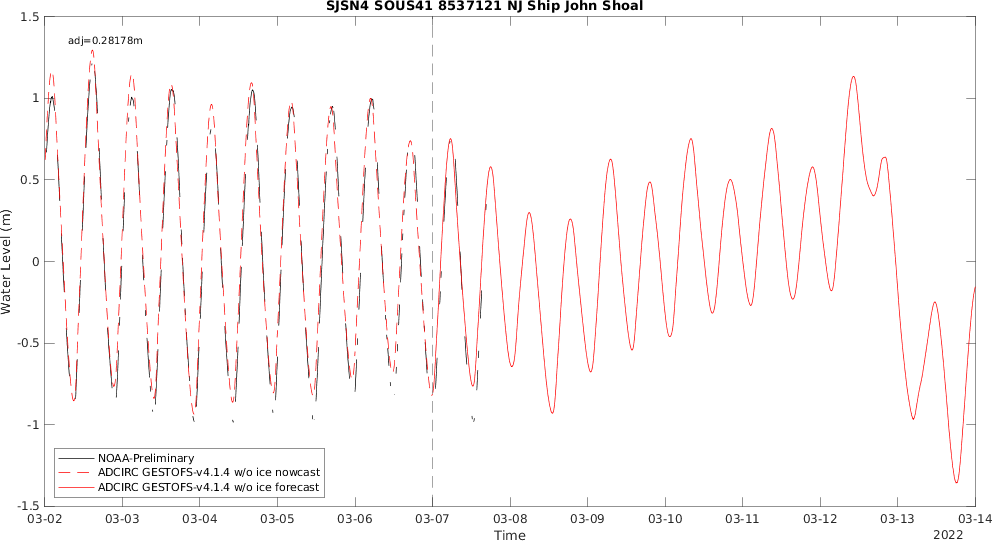 SJSN4 SOUS41 8537121 NJ Ship John Shoal
adj=0.28178m
1.5
1
0.5
0
-0.5
-1
-1.5
Water Level (m)
NOAA-Preliminary
ADCIRC GESTOFS-v4.1.4 w/o ice nowcast
ADCIRC GESTOFS-v4.1.4 w/o ice forecast
03-02 03-03 03-04 03-05 03-06 03-07 03-08 03-09 03-10 03-11 03-12 03-13 03-14
Time
2022